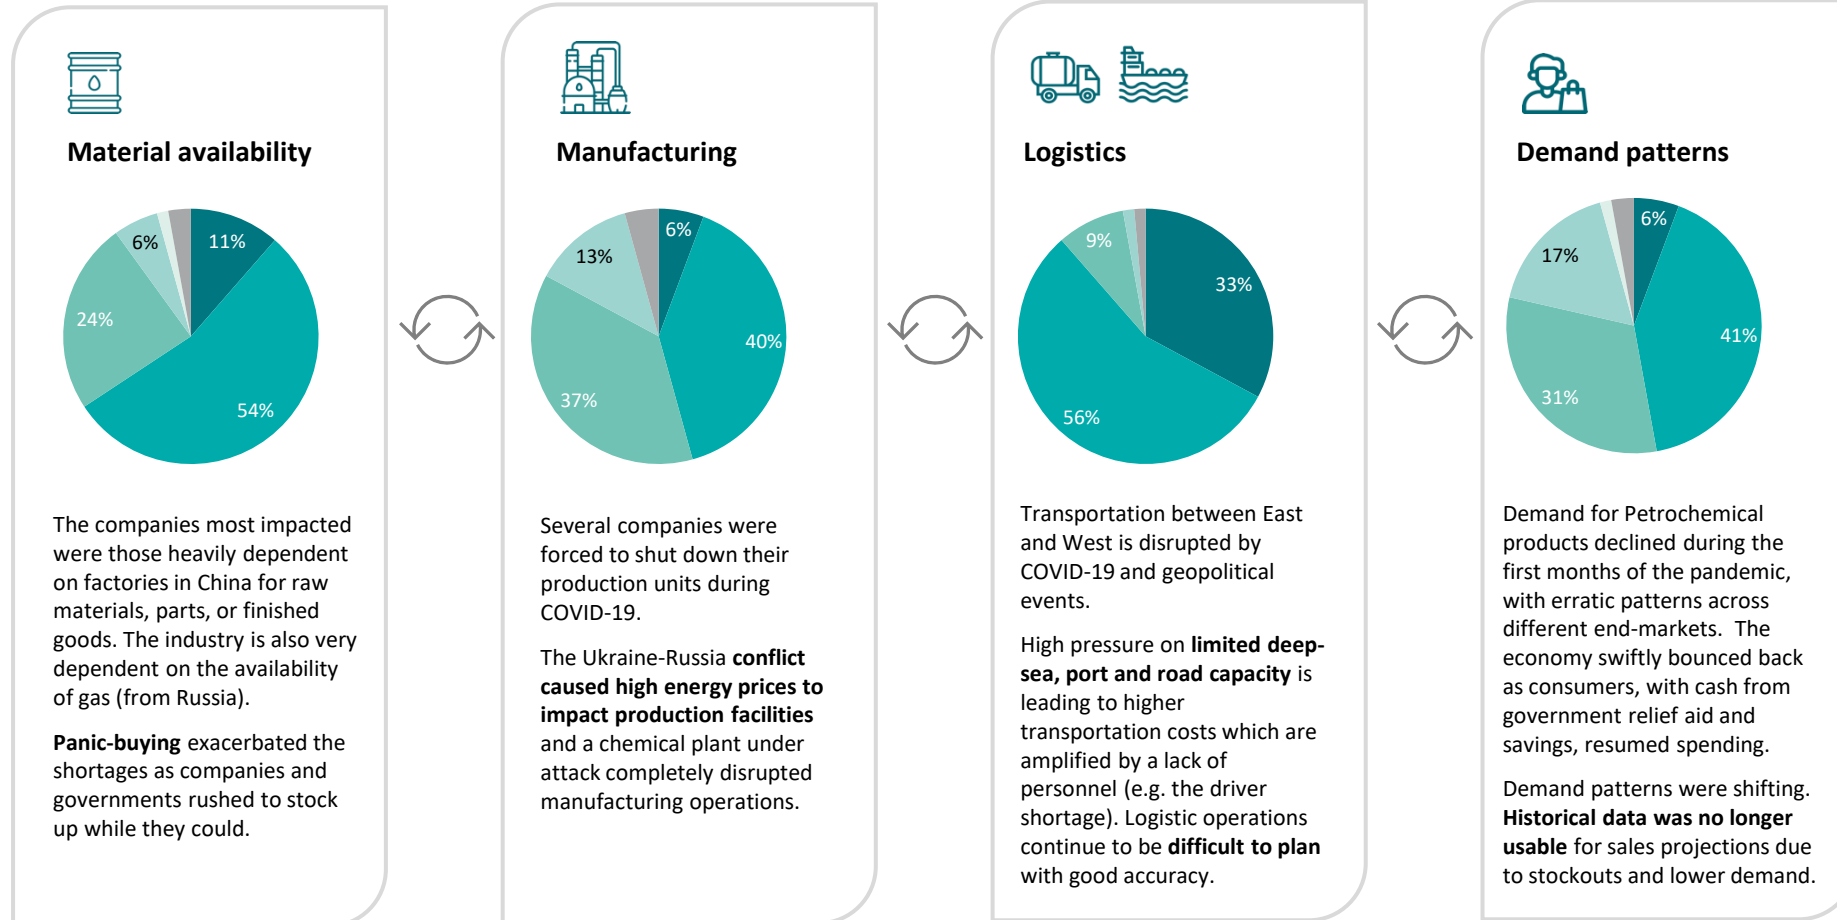 Material availability
11%
54%
24%
6%
The companies most impacted
were those heavily dependent
on factories in China for raw
materials, parts, or finished
goods. The industry is also very
dependent on the availability
of gas (from Russia).
Panic-buying exacerbated the
shortages as companies and
governments rushed to stock
up while they could.
Manufacturing
6%
40%
37%
13%
Several companies were
forced to shut down their
production units during
COVID-19.
The Ukraine-Russia conflict
caused high energy prices to
impact production facilities
and a chemical plant under
attack completely disrupted
manufacturing operations.
Logistics
33%
56%
9%
Transportation between East
and West is disrupted by
COVID-19 and geopolitical
events.
High pressure on limited deep-
sea, port and road capacity is
leading to higher
transportation costs which are
amplified by a lack of
personnel (e.g. the driver
shortage). Logistic operations
continue to be difficult to plan
with good accuracy.
Demand patterns
6%
41%
31%
17%
Demand for Petrochemical
products declined during the
first months of the pandemic,
with erratic patterns across
different end-markets.  The
economy swiftly bounced back
as consumers, with cash from
government relief aid and
savings, resumed spending.
Demand patterns were shifting.
Historical data was no longer
usable for sales projections due
to stockouts and lower demand.